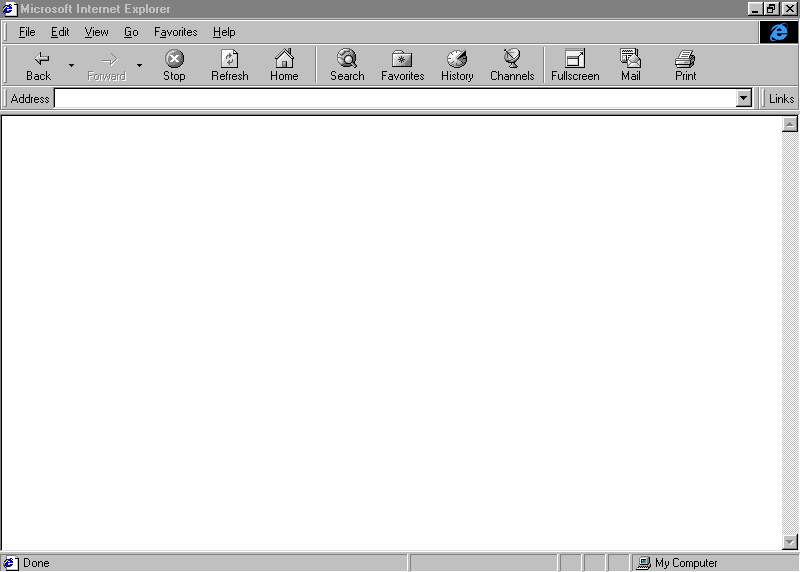 Microsoft Internet Explorer
File Edit View Go Favorites Help
Back Forward Stop Refresh Home Search Favorites History Channels Fullscreen Mail Print
Address Links
Done My Computer